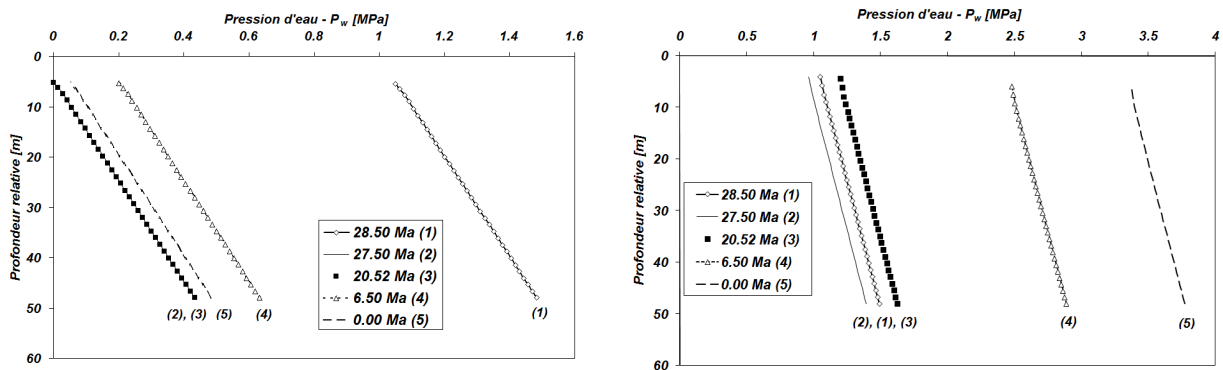 Pression d'eau - Pw [MPa]
0 0.2 0.4 0.6 0.8 1 1.2 1.4 1.6
Profondeur relative [m]
0
10
20
30
40
50
60
28.50 Ma (1)
27.50 Ma (2)
20.52 Ma (3)
6.50 Ma (4)
0.00 Ma (5)
(2), (3) (5) (4) (1)
Pression d'eau - Pw [MPa]
0 1 1.5 2 2.5 3 3.5 4
Profondeur relative [m]
0
10
20
30
40
50
60
28.50 Ma (1)
27.50 Ma (2)
20.52 Ma (3)
6.50 Ma (4)
0.00 Ma (5)
(2), (1), (3) (4) (5)